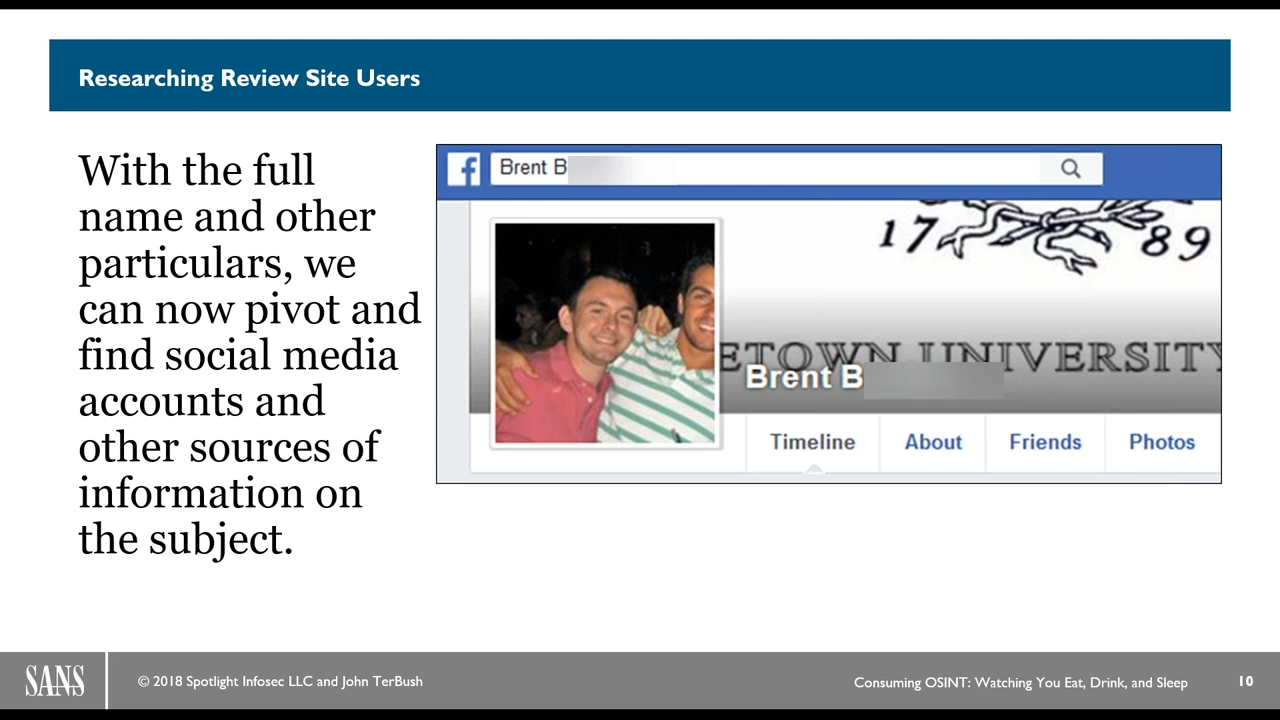 Researching Review Site Users
With the full
name and other
particulars, we
can now pivot and
find social media
accounts and
other sources of
information on
the subject.
f
Brent B
17 89
ETOWN UNIVERSITY
Brent B
Timeline About Friends Photos
SANS
© 2018 Spotlight Infosec LLC and John TerBush
Consuming OSINT: Watching You Eat, Drink, and Sleep
10